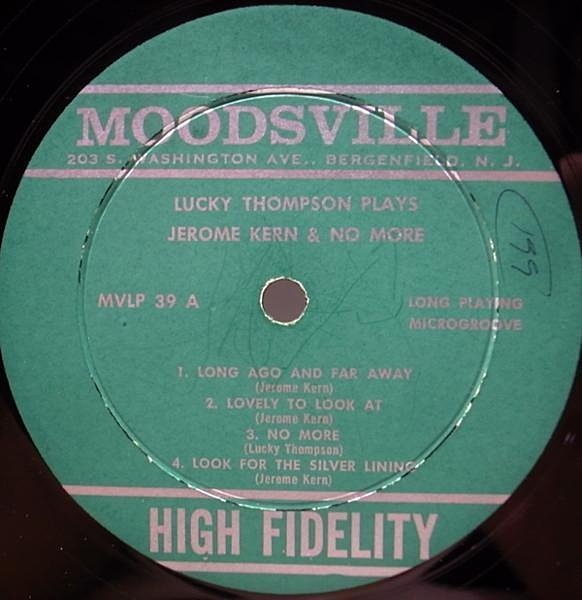 MOODSVILLE
203 S. WASHINGTON AVE., BERGENFIELD, N. J.
LUCKY THOMPSON PLAYS
JEROME KERN & NO MORE
MVLP 39 A
LONG PLAYING
MICROGROOVE
1. LONG AGO AND FAR AWAY
(Jerome Kern)
2. LOVELY TO LOOK AT
(Jerome Kern)
3. NO MORE
(Lucky Thompson)
4. LOOK FOR THE SILVER LINING
(Jerome Kern)
HIGH FIDELITY